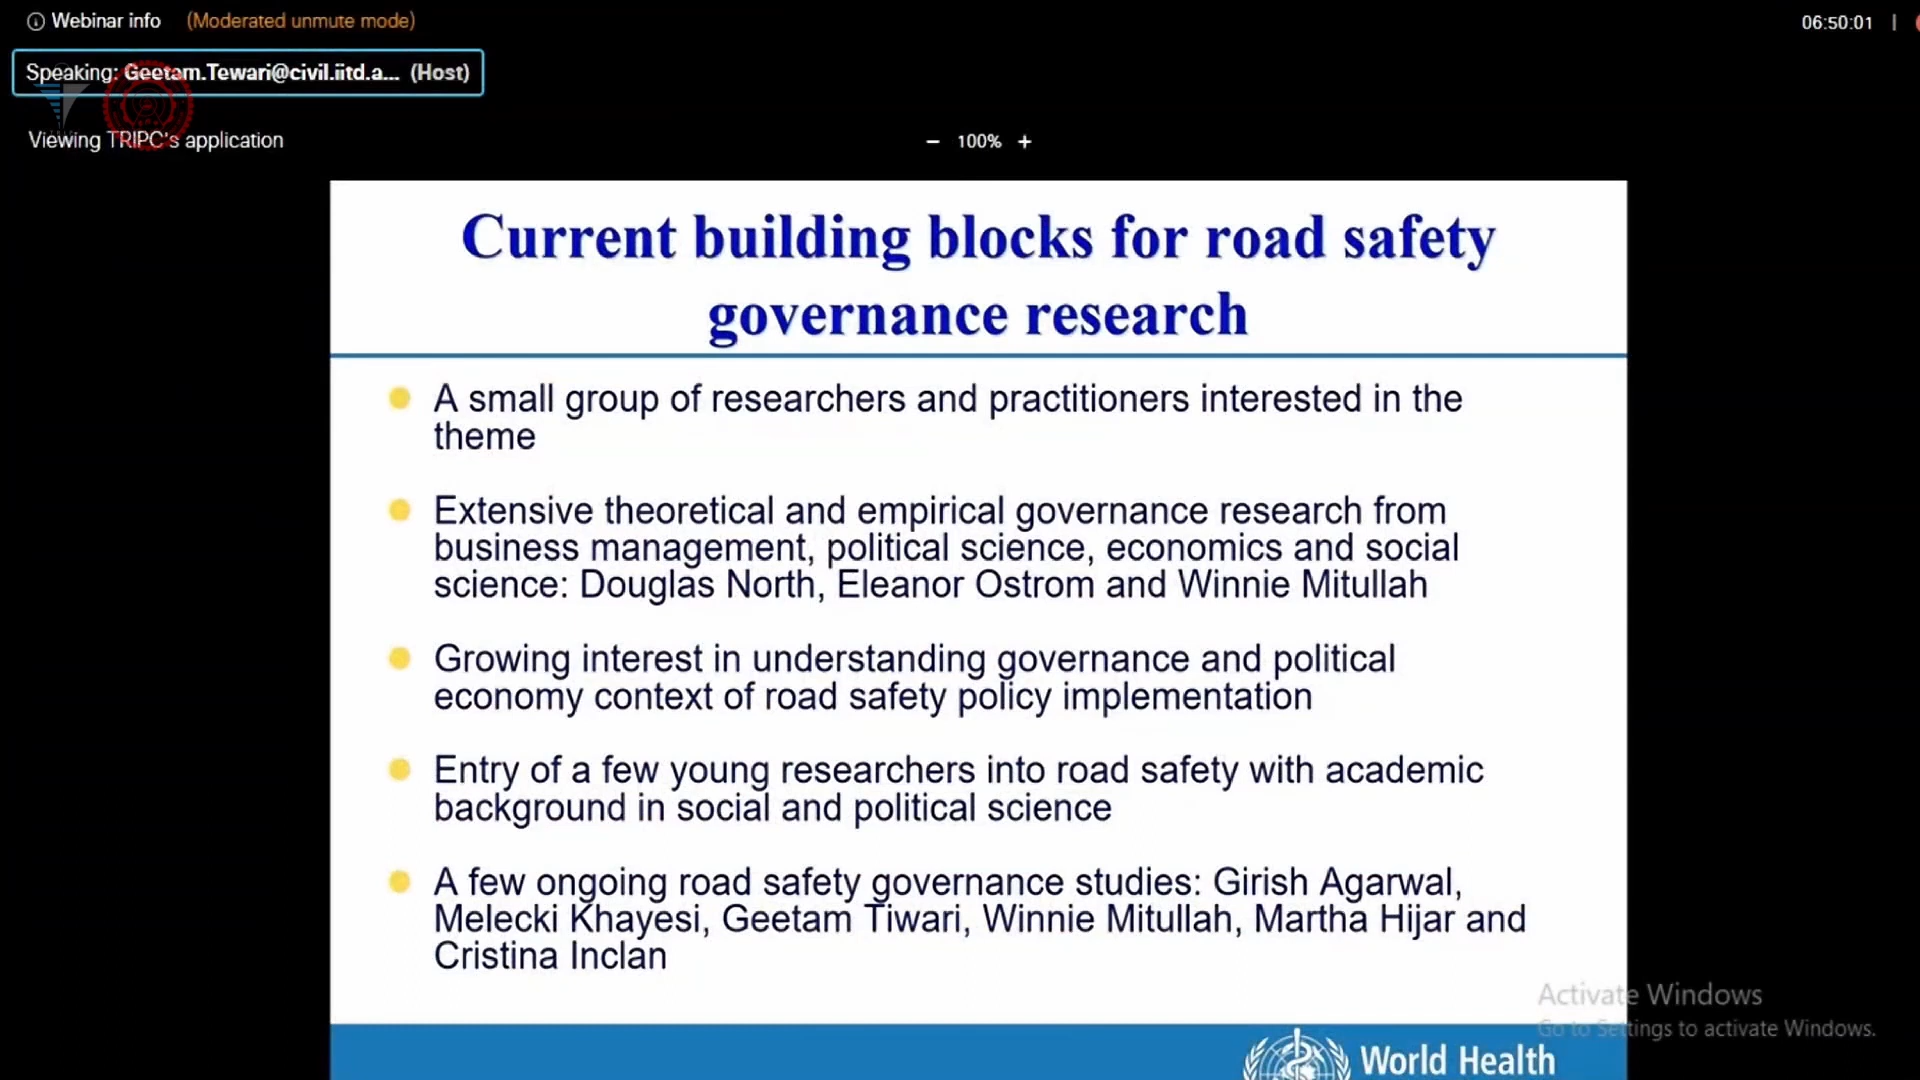 Webinar info (Moderated unmute mode)
06:50:01
Speaking: Geetam.Tewari@civil.iitd.a... (Host)
Viewing TRIPC's application
100%
Current building blocks for road safety
governance research
A small group of researchers and practitioners interested in the
theme
Extensive theoretical and empirical governance research from
business management, political science, economics and social
science: Douglas North, Eleanor Ostrom and Winnie Mitullah
Growing interest in understanding governance and political
economy context of road safety policy implementation
Entry of a few young researchers into road safety with academic
background in social and political science
A few ongoing road safety governance studies: Girish Agarwal,
Melecki Khayesi, Geetam Tiwari, Winnie Mitullah, Martha Hijar and
Cristina Inclan
Activate Windows
Go to Settings to activate Windows.
World Health